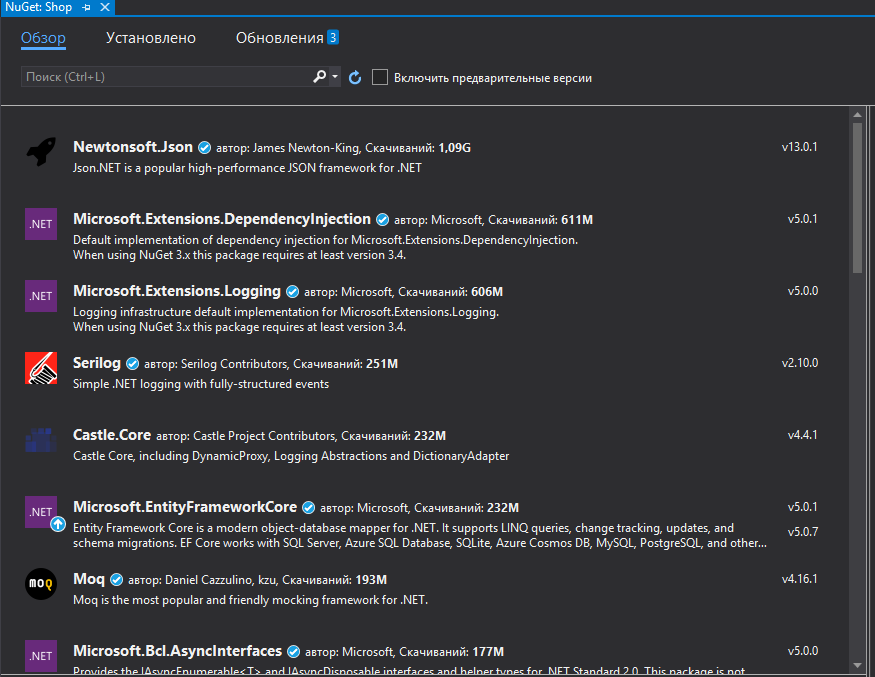 NuGet: Shop
Обзор Установлено Обновления 3
Поиск (Ctrl+L) Включить предварительные версии
Newtonsoft.Json автор: James Newton-King, Скачиваний: 1,09G v13.0.1
Json.NET is a popular high-performance JSON framework for .NET
.NET Microsoft.Extensions.DependencyInjection автор: Microsoft, Скачиваний: 611M v5.0.1
Default implementation of dependency injection for Microsoft.Extensions.DependencyInjection.
When using NuGet 3.x this package requires at least version 3.4.
.NET Microsoft.Extensions.Logging автор: Microsoft, Скачиваний: 606M v5.0.0
Logging infrastructure default implementation for Microsoft.Extensions.Logging.
When using NuGet 3.x this package requires at least version 3.4.
Serilog автор: Serilog Contributors, Скачиваний: 251M v2.10.0
Simple .NET logging with fully-structured events
Castle.Core автор: Castle Project Contributors, Скачиваний: 232M v4.4.1
Castle Core, including DynamicProxy, Logging Abstractions and DictionaryAdapter
.NET Microsoft.EntityFrameworkCore автор: Microsoft, Скачиваний: 232M v5.0.1
Entity Framework Core is a modern object-database mapper for .NET. It supports LINQ queries, change tracking, updates, and v5.0.7
schema migrations. EF Core works with SQL Server, Azure SQL Database, SQLite, Azure Cosmos DB, MySQL, PostgreSQL, and other...
moq Moq автор: Daniel Cazzulino, kzu, Скачиваний: 193M v4.16.1
Moq is the most popular and friendly mocking framework for .NET.
.NET Microsoft.Bcl.AsyncInterfaces автор: Microsoft, Скачиваний: 177M v5.0.0
Provides the IAsyncEnumerable<T> and IAsyncDisposable interfaces and helper types for .NET Standard 2.0. This package is not